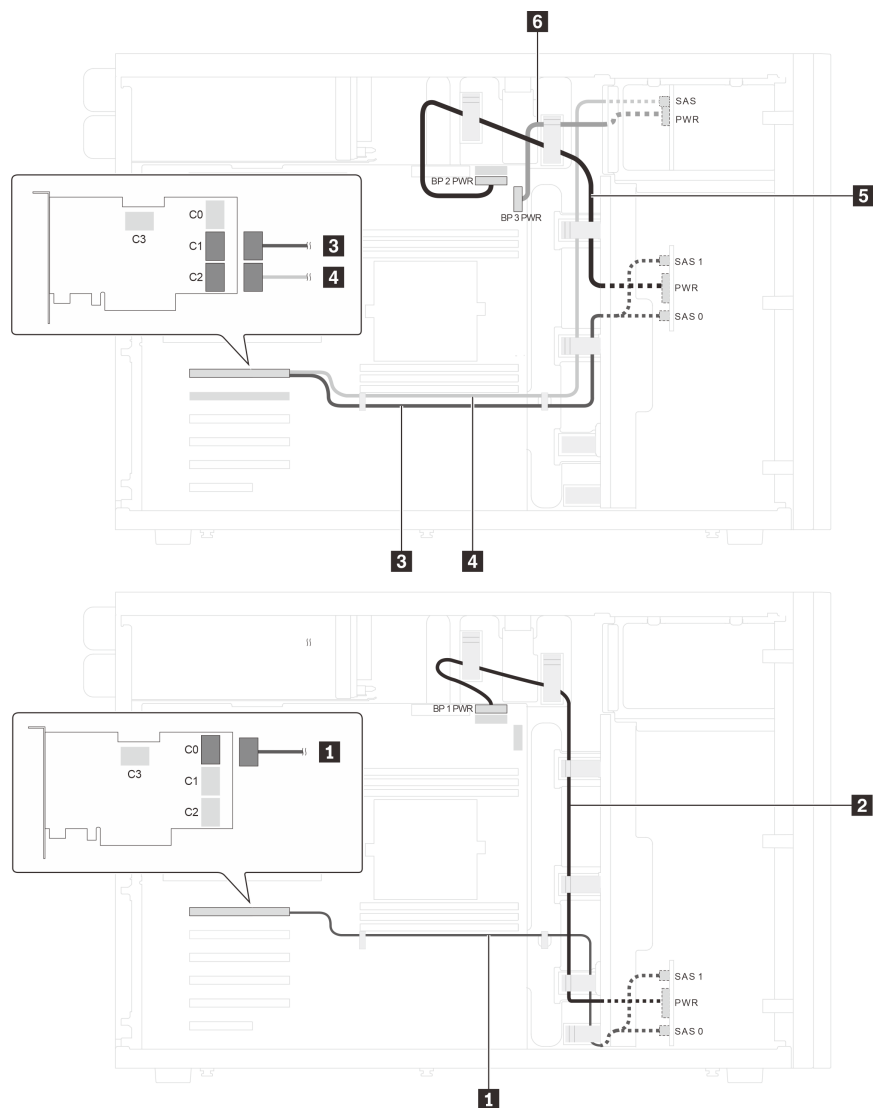 6
SAS
PWR
BP 2 PWR
BP 3 PWR
5
C0
C3
C1
3
C2
4
SAS 1
PWR
SAS 0
3
4
BP 1 PWR
C0
1
C3
C1
C2
2
SAS 1
PWR
SAS 0
1